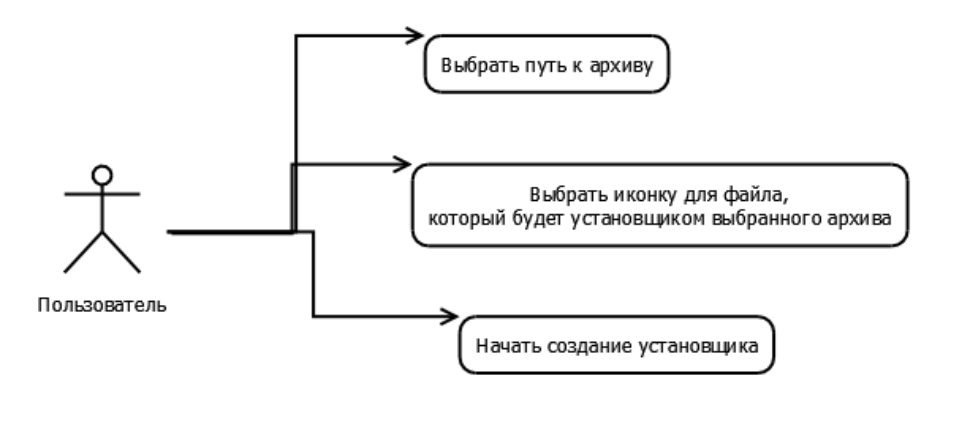 Выбрать путь к архиву
Выбрать иконку для файла,
который будет установщиком выбранного архива
Пользователь
Начать создание установщика